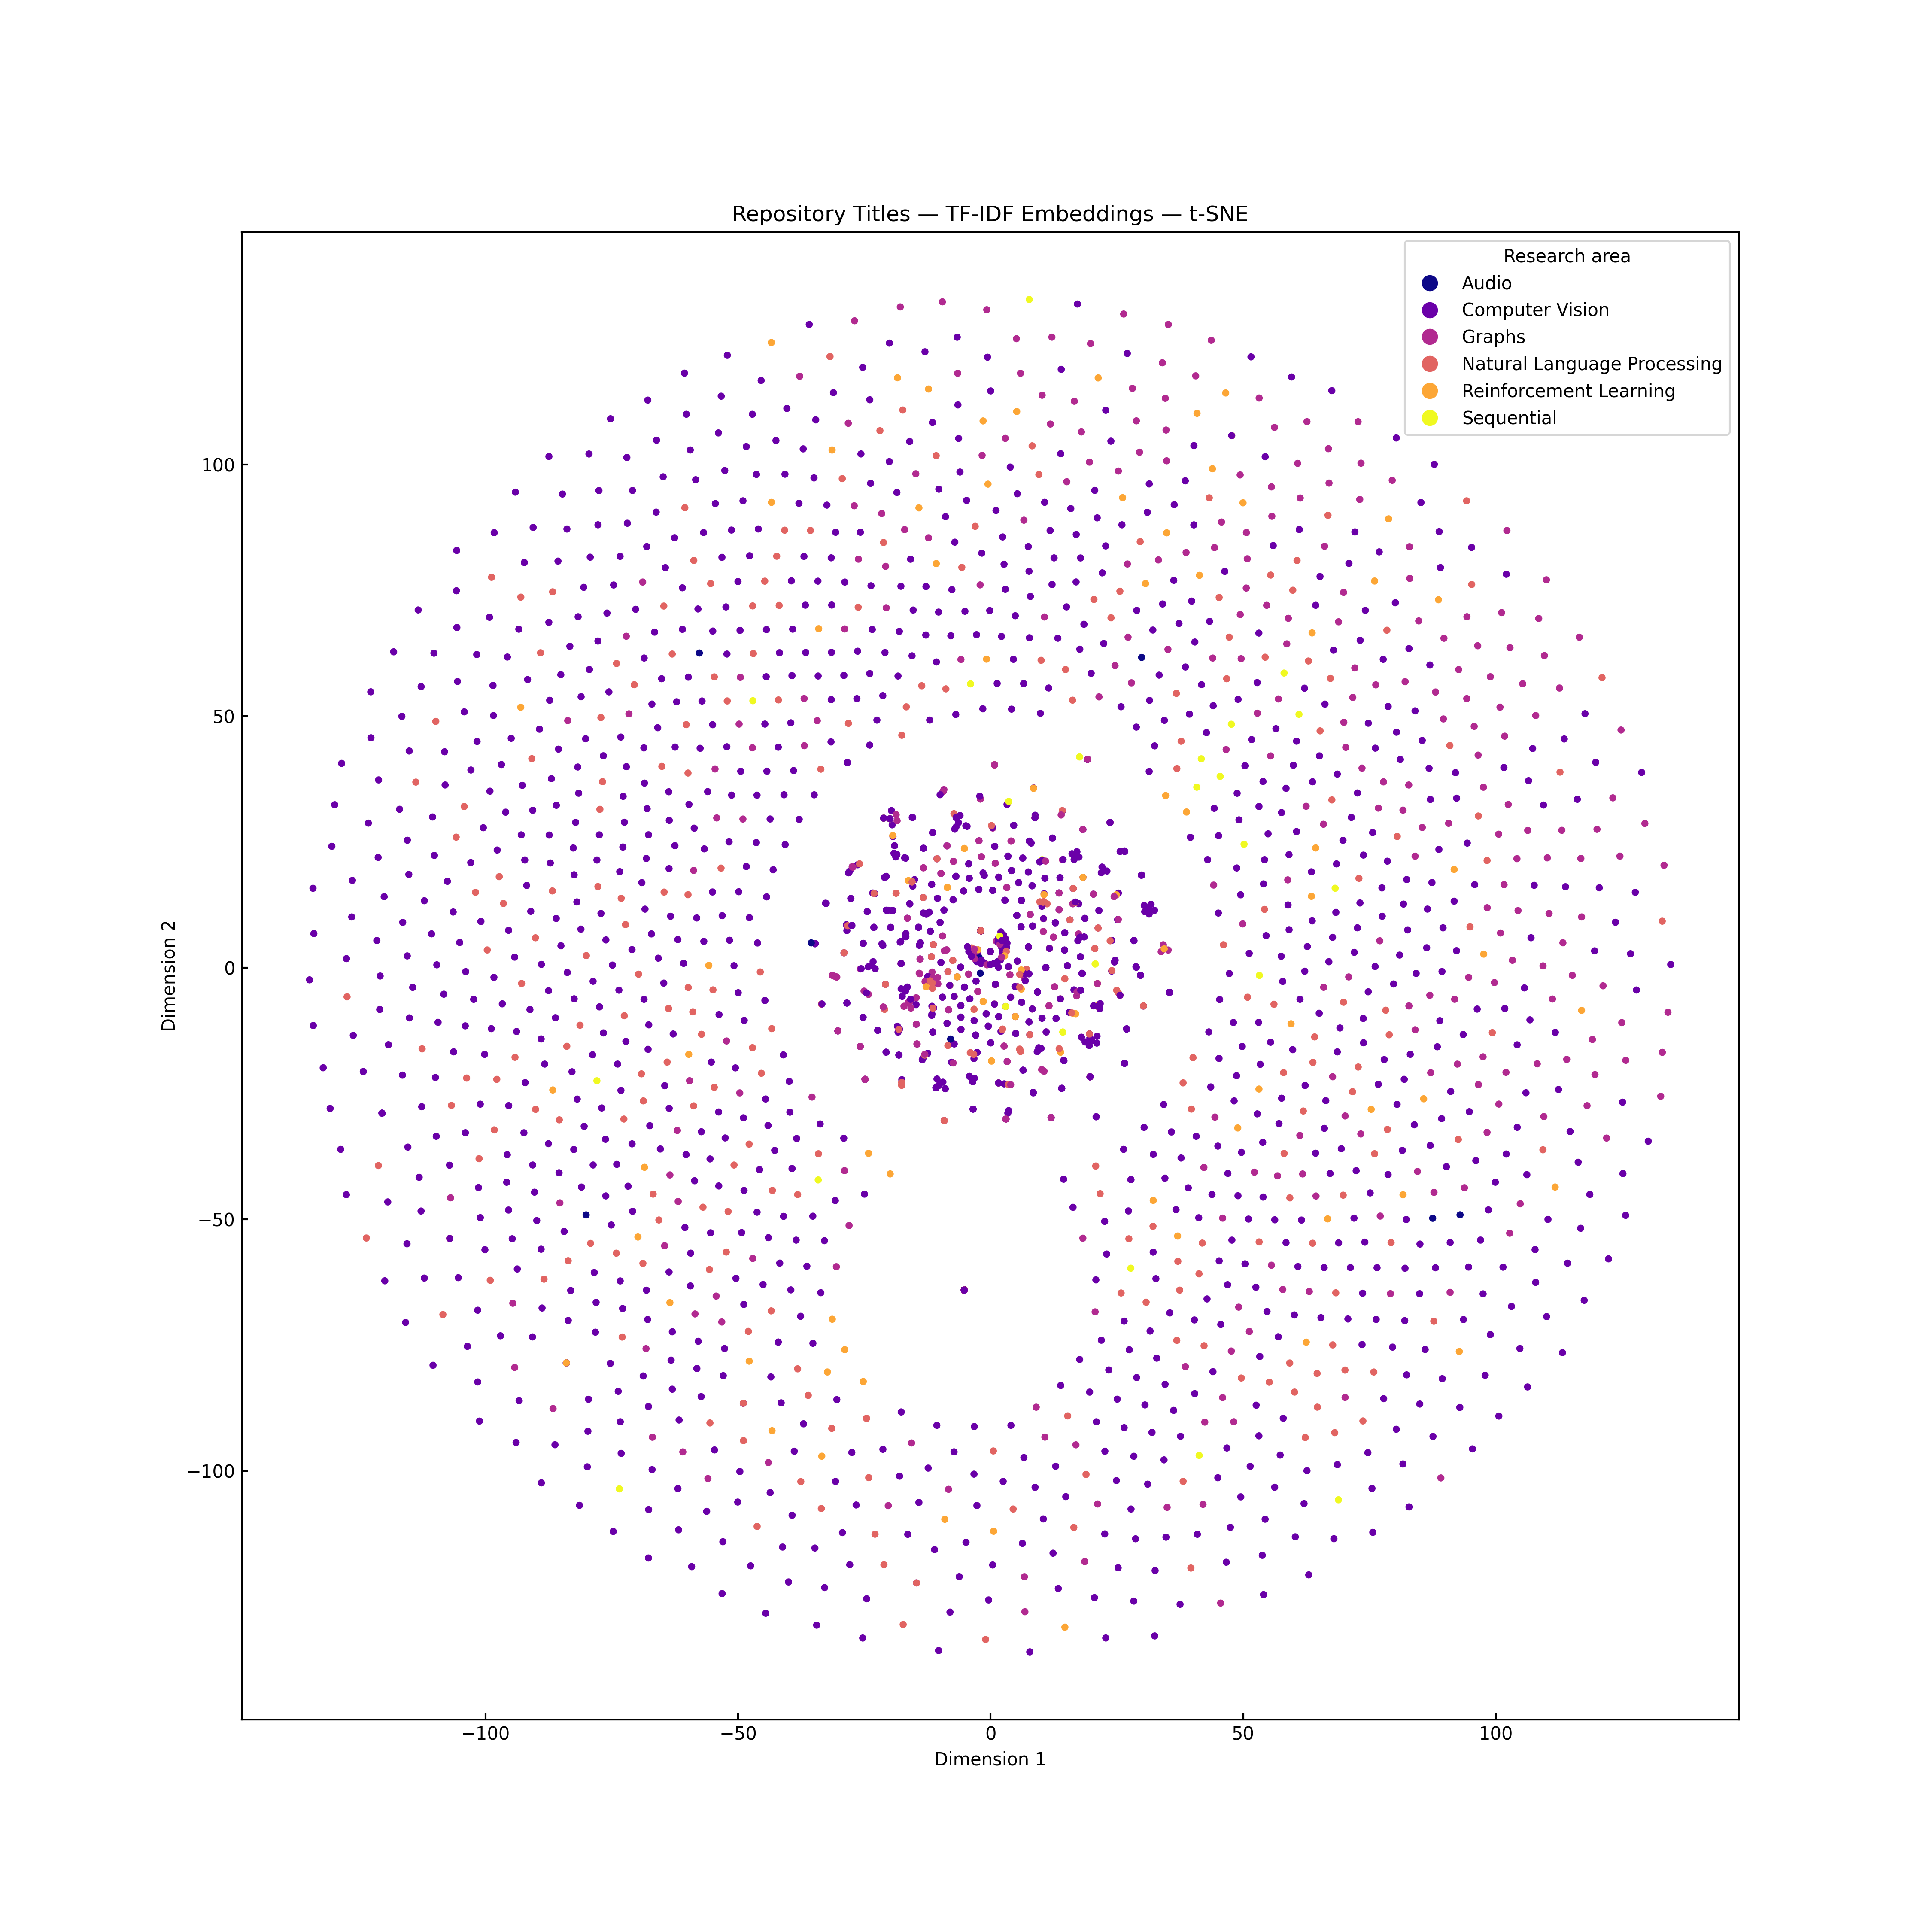 Repository Titles — TF-IDF Embeddings — t-SNE
Research area
Audio
Computer Vision
Graphs
Natural Language Processing
Reinforcement Learning
Sequential
100
50
0
−50
−100
Dimension 2
−100
−50
0
50
100
Dimension 1